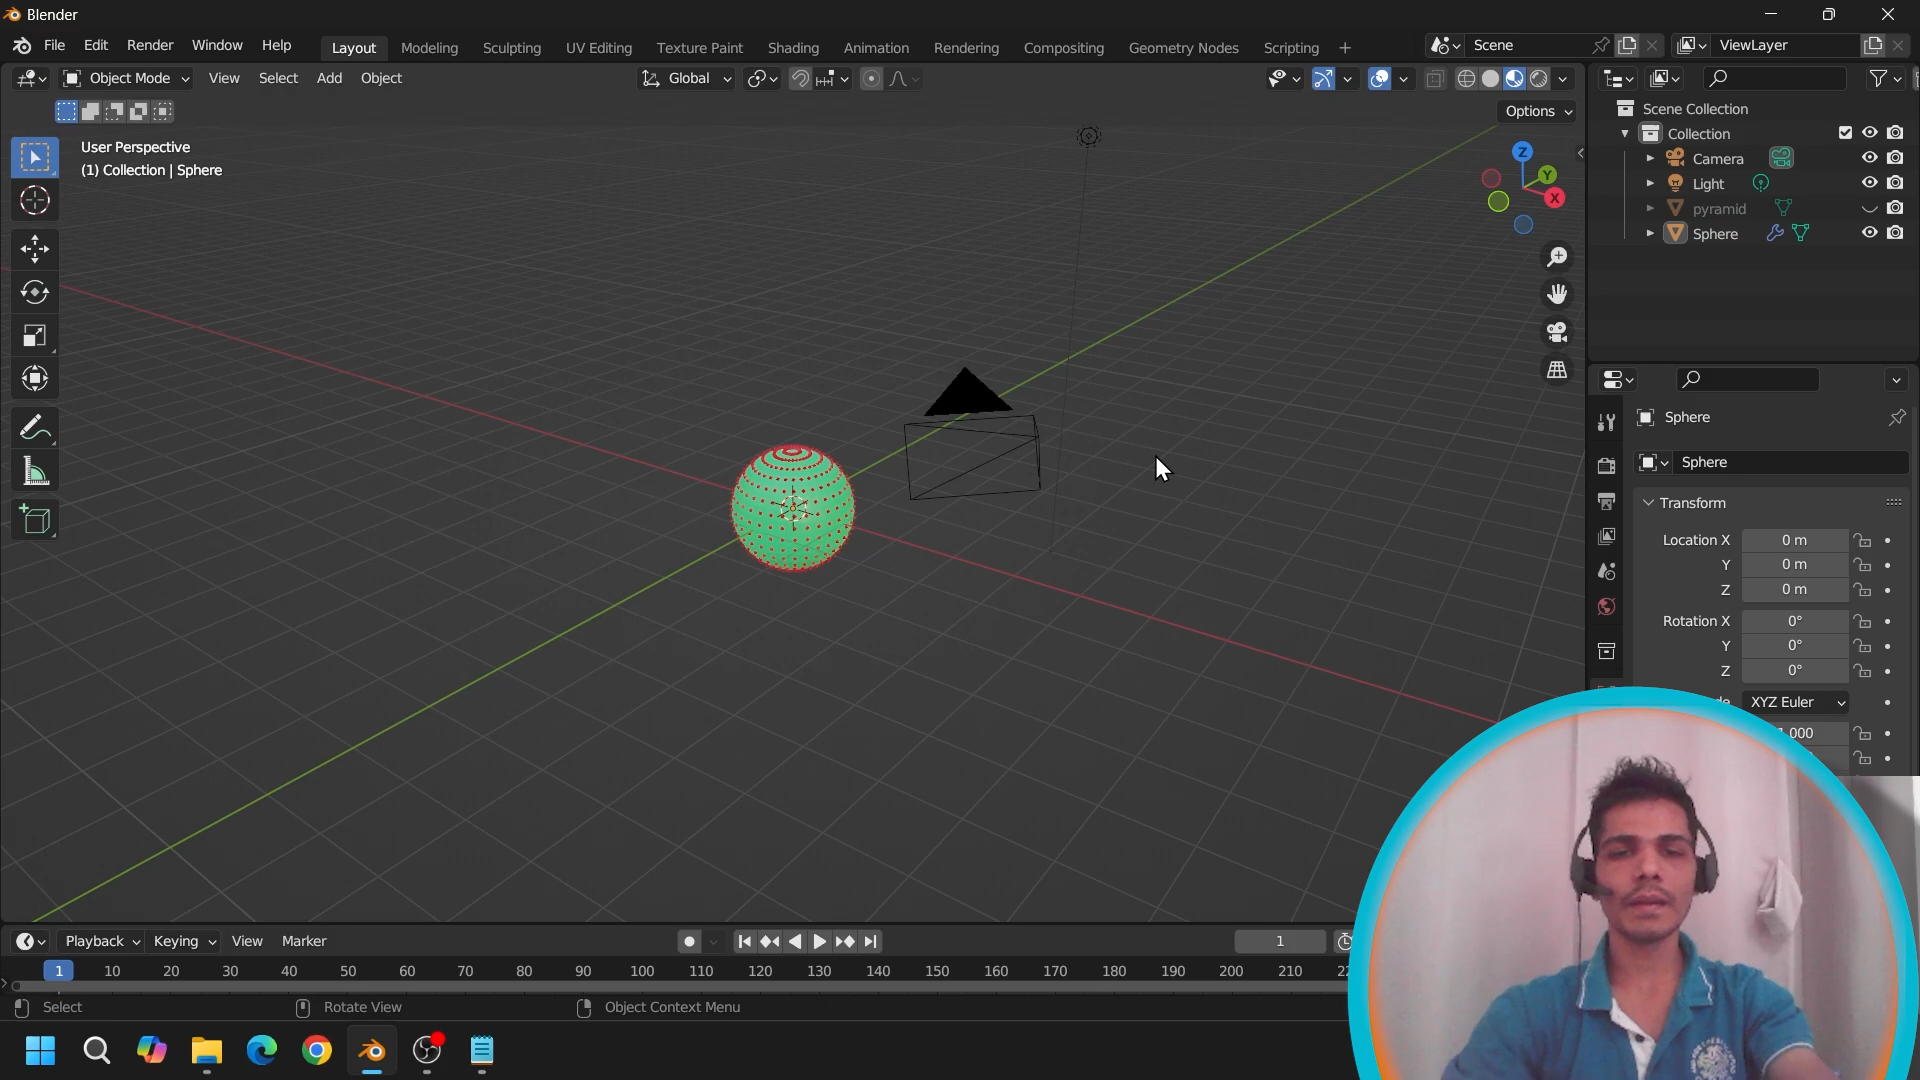 Blender
File Edit Render Window Help Layout Modeling Sculpting UV Editing Texture Paint Shading Animation Rendering Compositing Geometry Nodes Scripting + Scene ViewLayer
Object Mode View Select Add Object Global
Options
User Perspective
(1) Collection | Sphere
Z
Y
X
Scene Collection
Collection
Camera
Light
pyramid
Sphere
Sphere
Sphere
Transform
Location X 0 m
Y 0 m
Z 0 m
Rotation X 0°
Y 0°
Z 0°
XYZ Euler
Playback Keying View Marker 1
1 10 20 30 40 50 60 70 80 90 100 110 120 130 140 150 160 170 180 190 200 210
Select Rotate View Object Context Menu